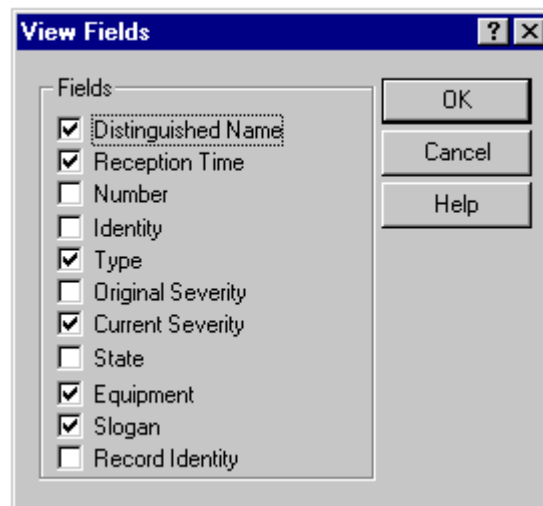 View Fields
Fields
Distinguished Name
Reception Time
Number
Identity
Type
Original Severity
Current Severity
State
Equipment
Slogan
Record Identity
OK
Cancel
Help